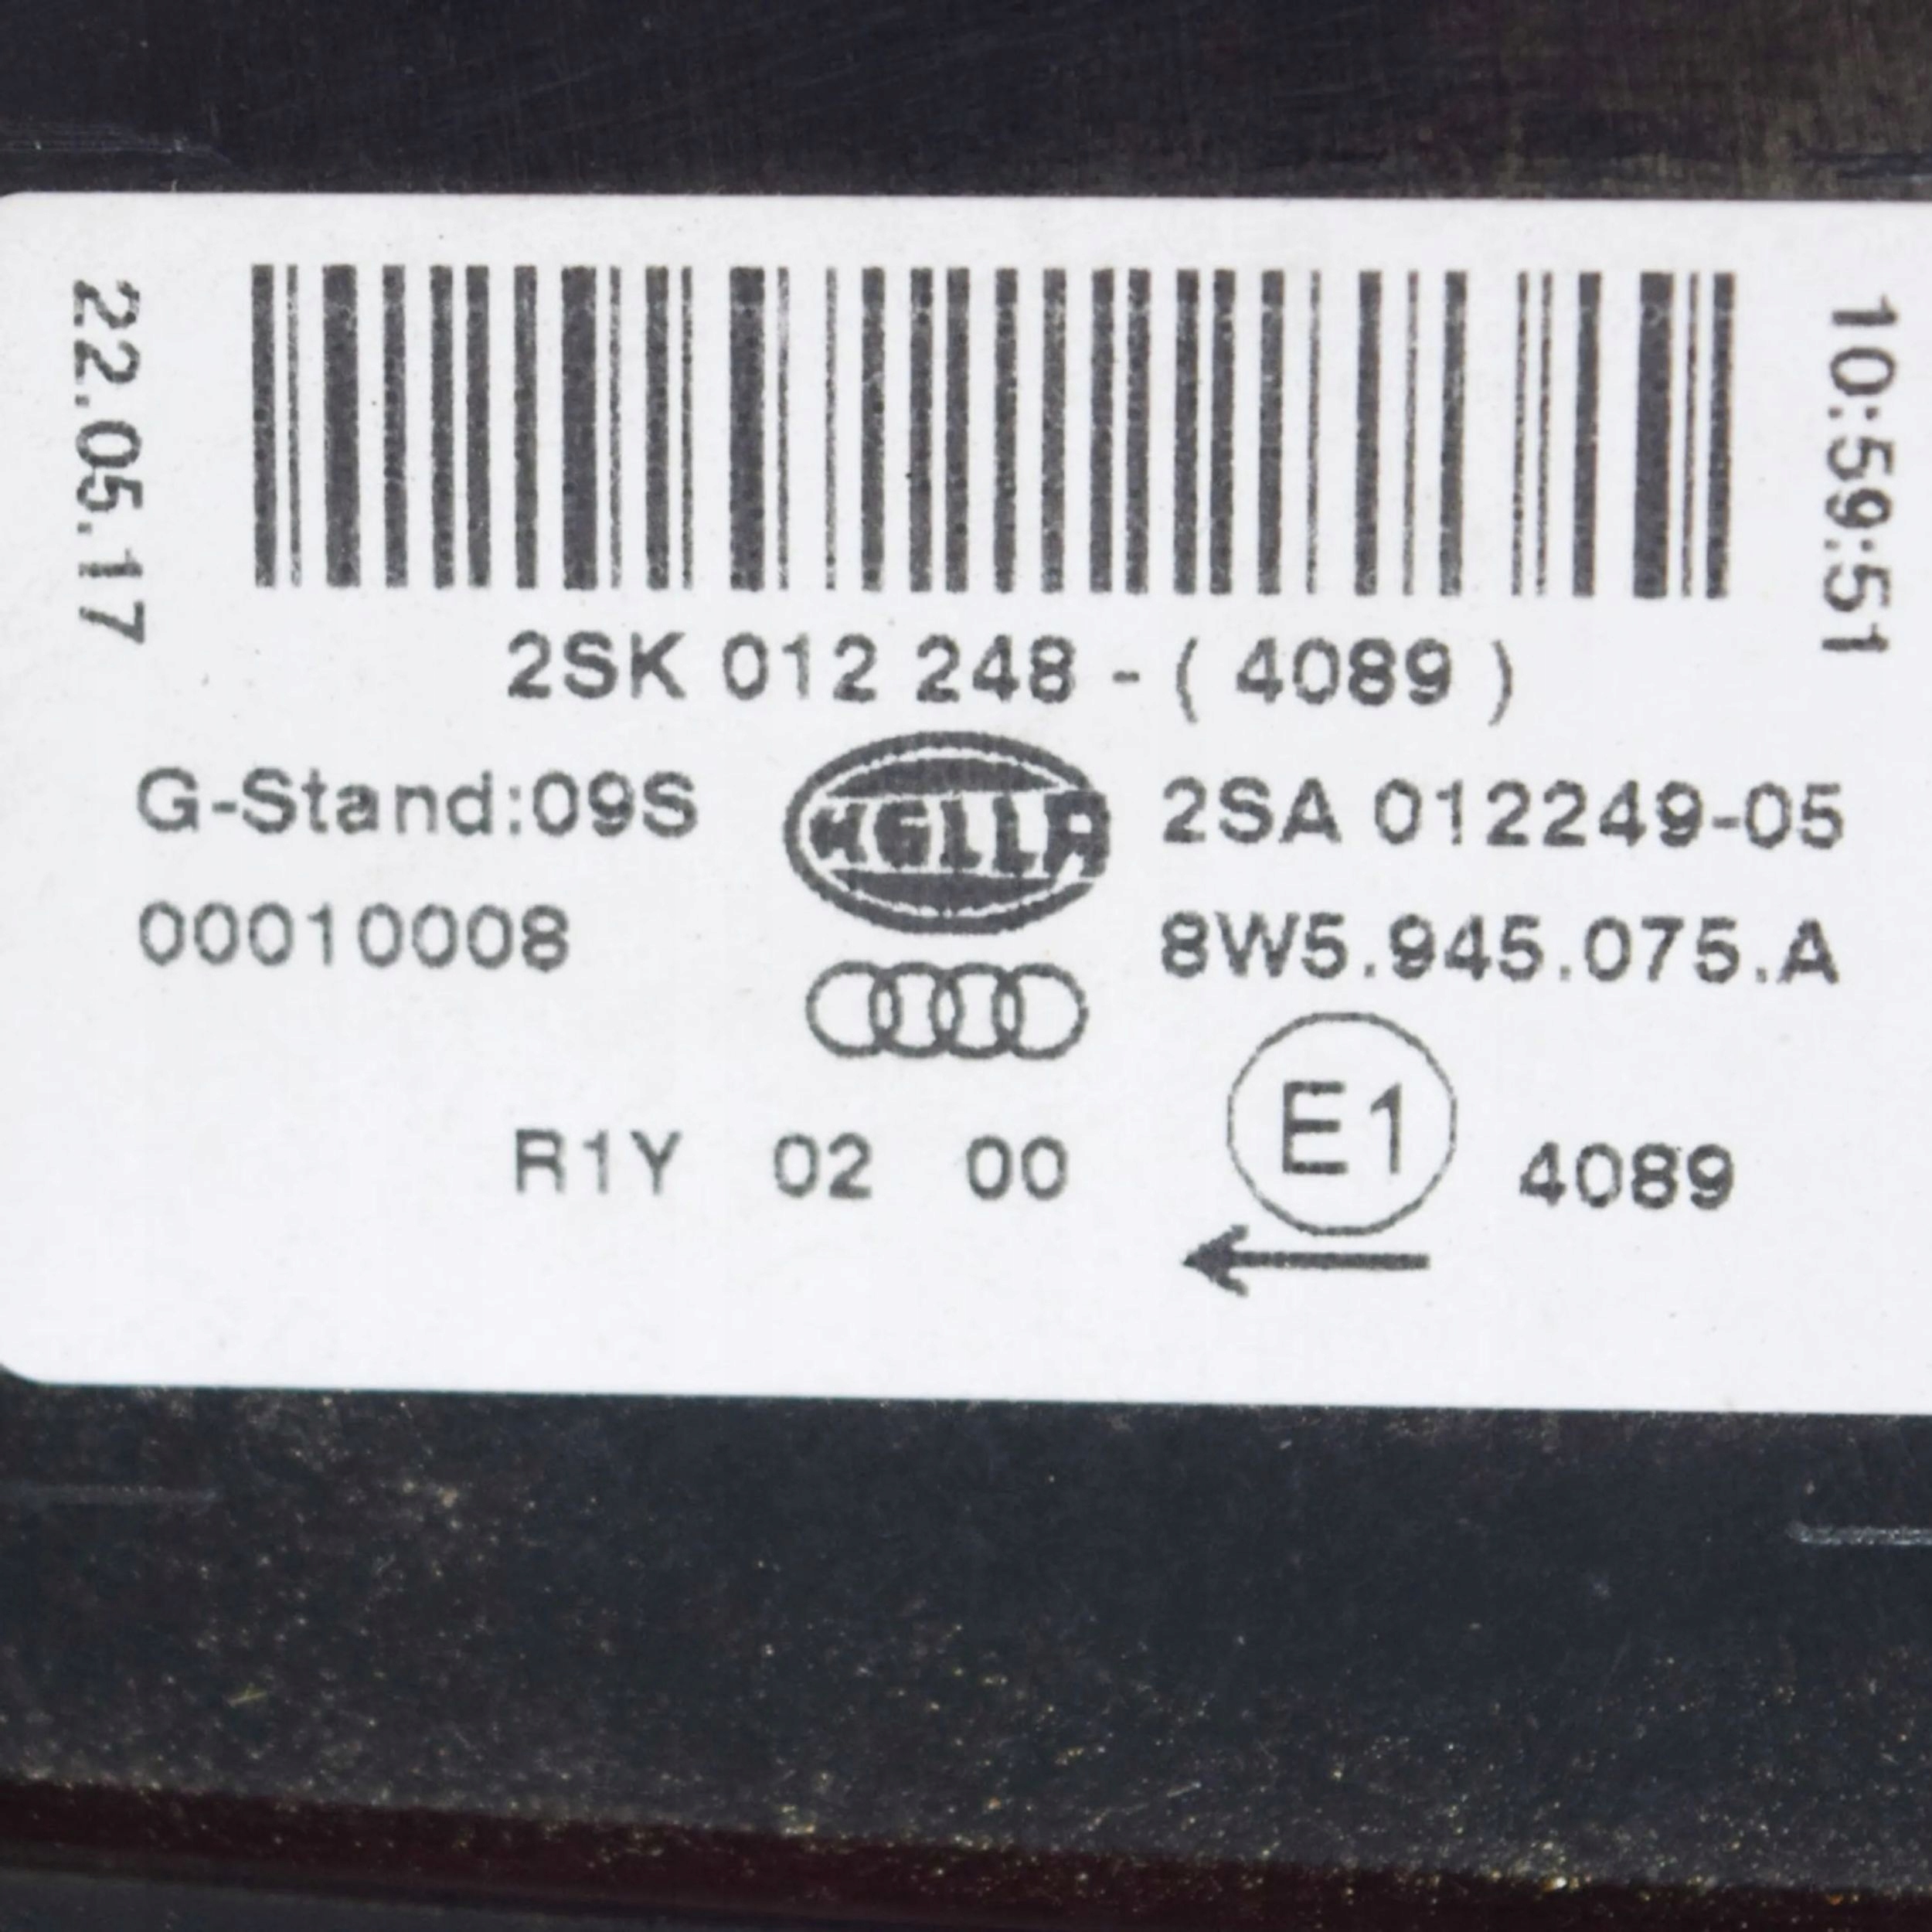 22.05.17
10:59:51
2SK 012 248 - ( 4089 )
G-Stand:09S
HELLA
2SA 012249-05
00010008
8W5.945.075.A
E1
R1Y 02 00
4089